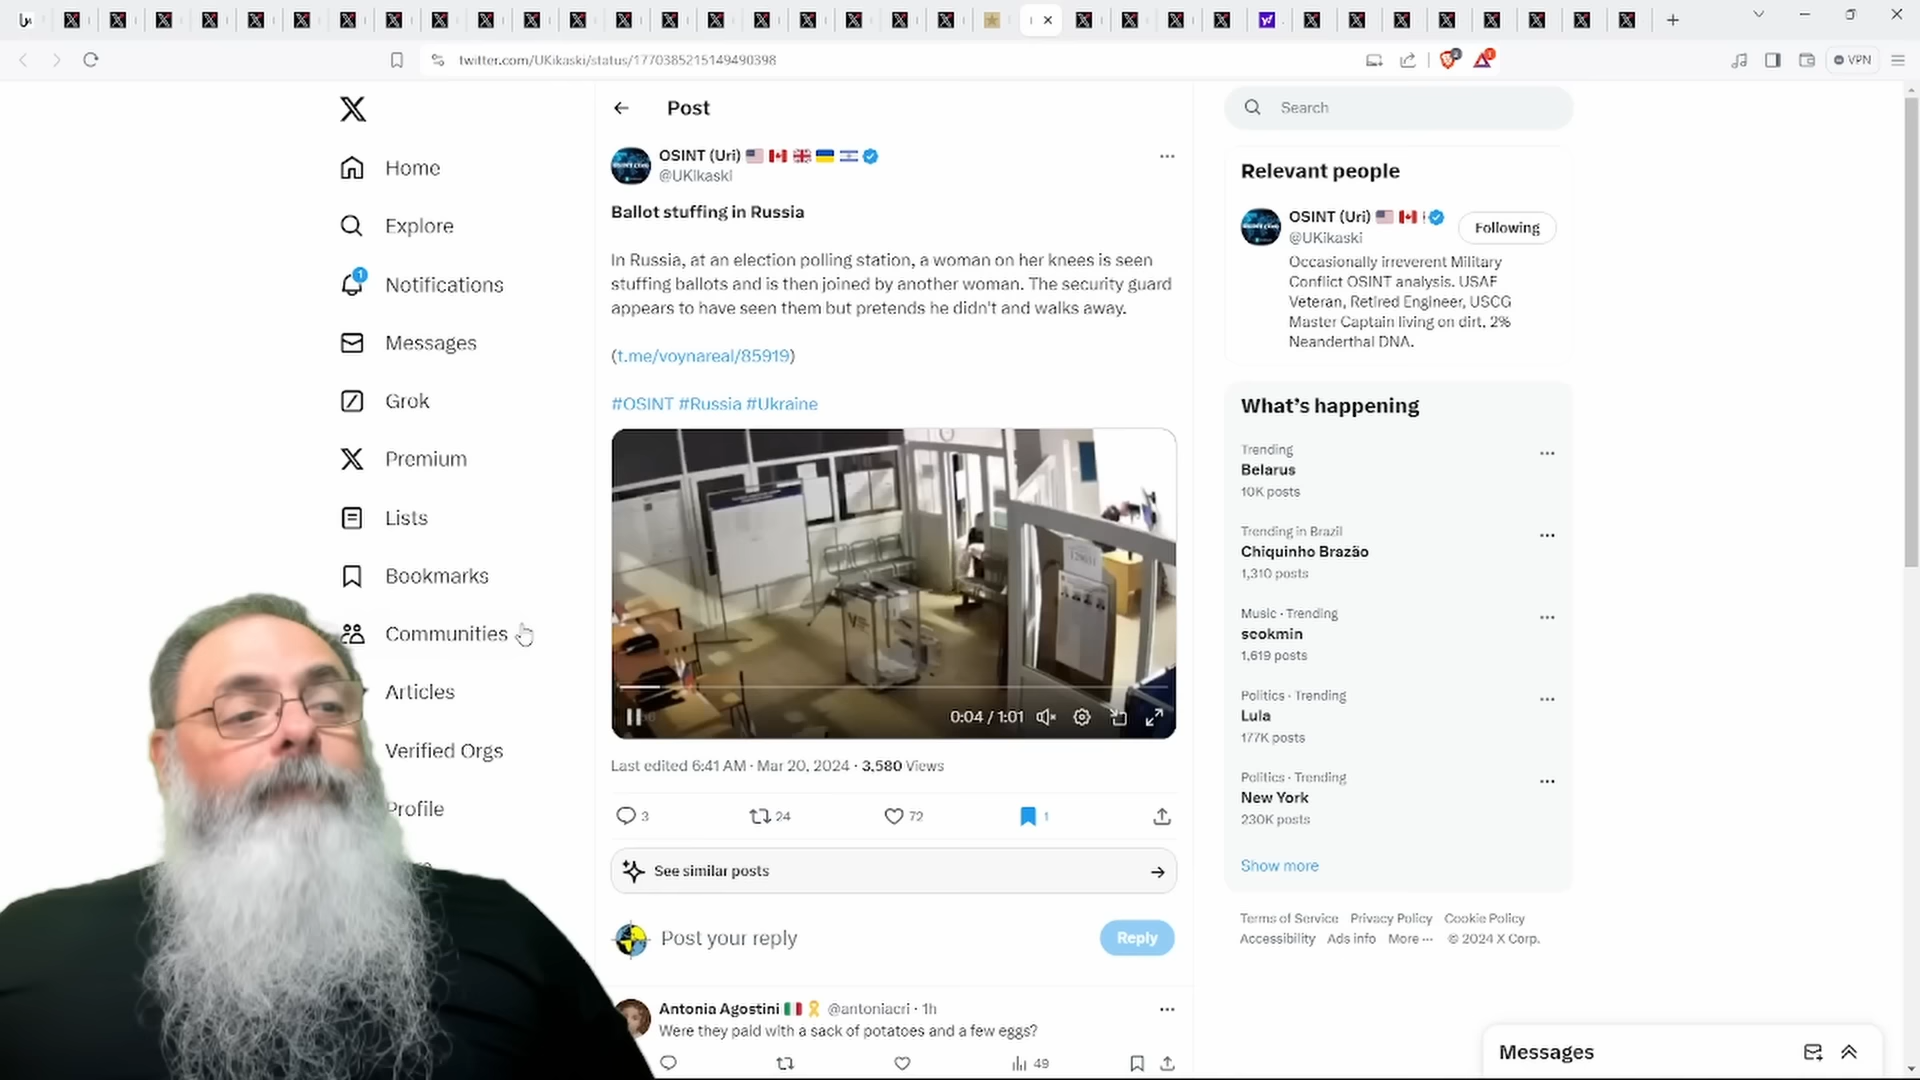 twitter.com/UKikaski/status/1770385215149490398
VPN
Home
Explore
1
Notifications
Messages
Grok
Premium
Lists
Bookmarks
Communities
Articles
Verified Orgs
Profile
Post
OSINT (Uri)
@UKikaski
Ballot stuffing in Russia
In Russia, at an election polling station, a woman on her knees is seen
stuffing ballots and is then joined by another woman. The security guard
appears to have seen them but pretends he didn't and walks away.
(t.me/voynareal/85919)
#OSINT #Russia #Ukraine
0:04 / 1:01
Last edited 6:41 AM · Mar 20, 2024 · 3,580 Views
3
24
72
1
See similar posts
Post your reply
Reply
Antonia Agostini @antoniacri · 1h
Were they paid with a sack of potatoes and a few eggs?
49
Search
Relevant people
OSINT (Uri)
@UKikaski
Following
Occasionally irreverent Military
Conflict OSINT analysis. USAF
Veteran, Retired Engineer, USCG
Master Captain living on dirt, 2%
Neanderthal DNA.
What's happening
Trending
Belarus
10K posts
Trending in Brazil
Chiquinho Brazão
1,310 posts
Music · Trending
seokmin
1,619 posts
Politics · Trending
Lula
177K posts
Politics · Trending
New York
230K posts
Show more
Terms of Service Privacy Policy Cookie Policy
Accessibility Ads info More ··· © 2024 X Corp.
Messages